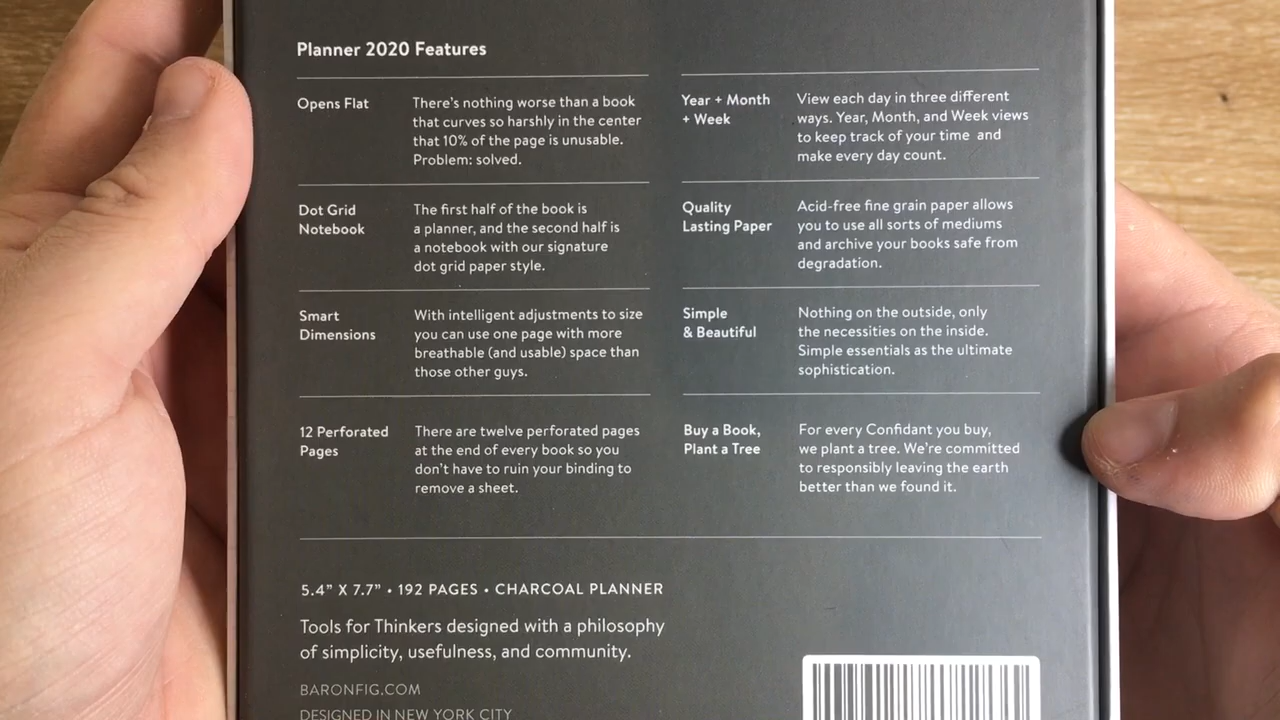 Planner 2020 Features
Opens Flat
There's nothing worse than a book
that curves so harshly in the center
that 10% of the page is unusable.
Problem: solved.
Dot Grid
Notebook
The first half of the book is
a planner, and the second half is
a notebook with our signature
dot grid paper style.
Smart
Dimensions
With intelligent adjustments to size
you can use one page with more
breathable (and usable) space than
those other guys.
12 Perforated
Pages
There are twelve perforated pages
at the end of every book so you
don't have to ruin your binding to
remove a sheet.
Year + Month
+ Week
View each day in three different
ways. Year, Month, and Week views
to keep track of your time and
make every day count.
Quality
Lasting Paper
Acid-free fine grain paper allows
you to use all sorts of mediums
and archive your books safe from
degradation.
Simple
& Beautiful
Nothing on the outside, only
the necessities on the inside.
Simple essentials as the ultimate
sophistication.
Buy a Book,
Plant a Tree
For every Confidant you buy,
we plant a tree. We're committed
to responsibly leaving the earth
better than we found it.
5.4" X 7.7" • 192 PAGES • CHARCOAL PLANNER
Tools for Thinkers designed with a philosophy
of simplicity, usefulness, and community.
BARONFIG.COM
DESIGNED IN NEW YORK CITY